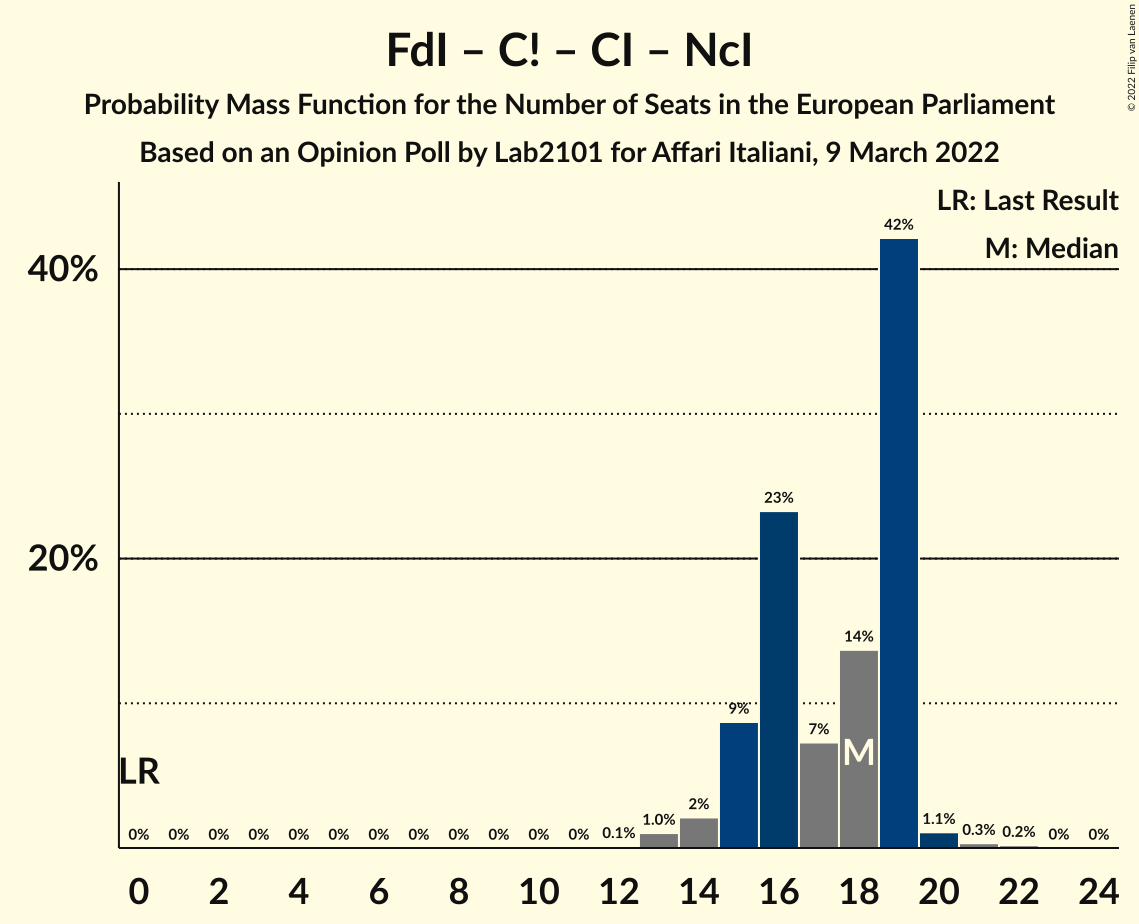 FdI – C! – CI – NcI
Probability Mass Function for the Number of Seats in the European Parliament
Based on an Opinion Poll by Lab2101 for Affari Italiani, 9 March 2022
© 2022 Filip van Laenen
LR: Last Result
M: Median
42%
40%
23%
20%
14%
9%
7%
M
LR
2%
1.0%
1.1%
0% 0% 0% 0% 0% 0% 0% 0% 0% 0% 0% 0% 0.1% 0.3% 0.2% 0% 0%
0 2 4 6 8 10 12 14 16 18 20 22 24